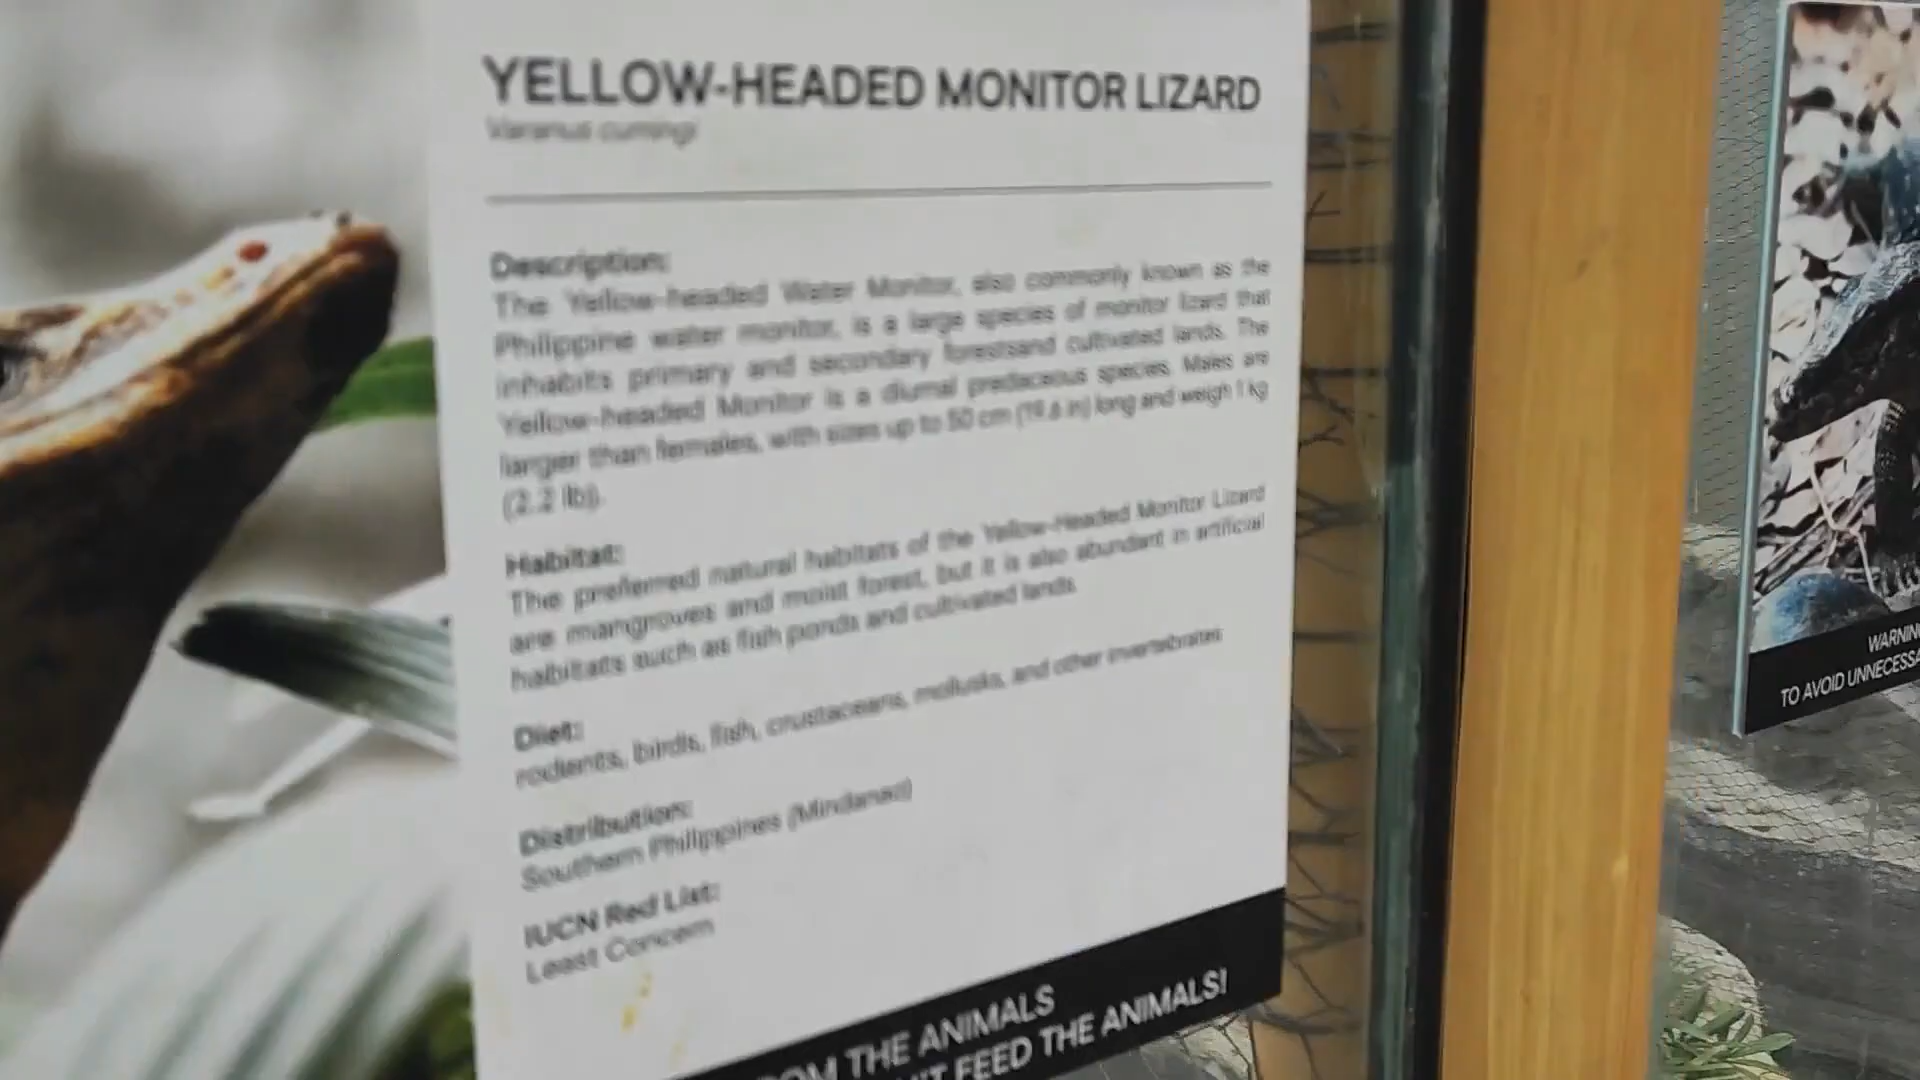 YELLOW-HEADED MONITOR LIZARD
Varanus cumingi
Description:
The Yellow-headed Water Monitor, also commonly known as the
Philippine water monitor, is a large species of monitor lizard that
inhabits primary and secondary forestsand cultivated lands. The
Yellow-headed Monitor is a diurnal predaceous species. Males are
larger than females, with sizes up to 50 cm (19.6 in) long and weigh 1 kg
(2.2 lb).
Habitat:
The preferred natural habitats of the Yellow-Headed Monitor Lizard
are mangroves and moist forest, but it is also abundant in artificial
habitats such as fish ponds and cultivated lands.
Diet:
rodents, birds, fish, crustaceans, mollusks, and other invertebrates
Distribution:
Southern Philippines (Mindanao)
IUCN Red List:
Least Concern
THE ANIMALS
FEED THE ANIMALS!
WARNIN
TO AVOID UNNECESSA